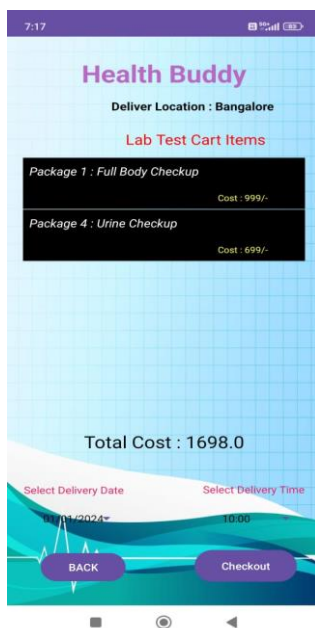 7:17
Health Buddy
Deliver Location : Bangalore
Lab Test Cart Items
Package 1 : Full Body Checkup
Cost : 999/-
Package 4 : Urine Checkup
Cost : 699/-
Total Cost : 1698.0
Select Delivery Date
Select Delivery Time
01/01/2024
10:00
BACK
Checkout